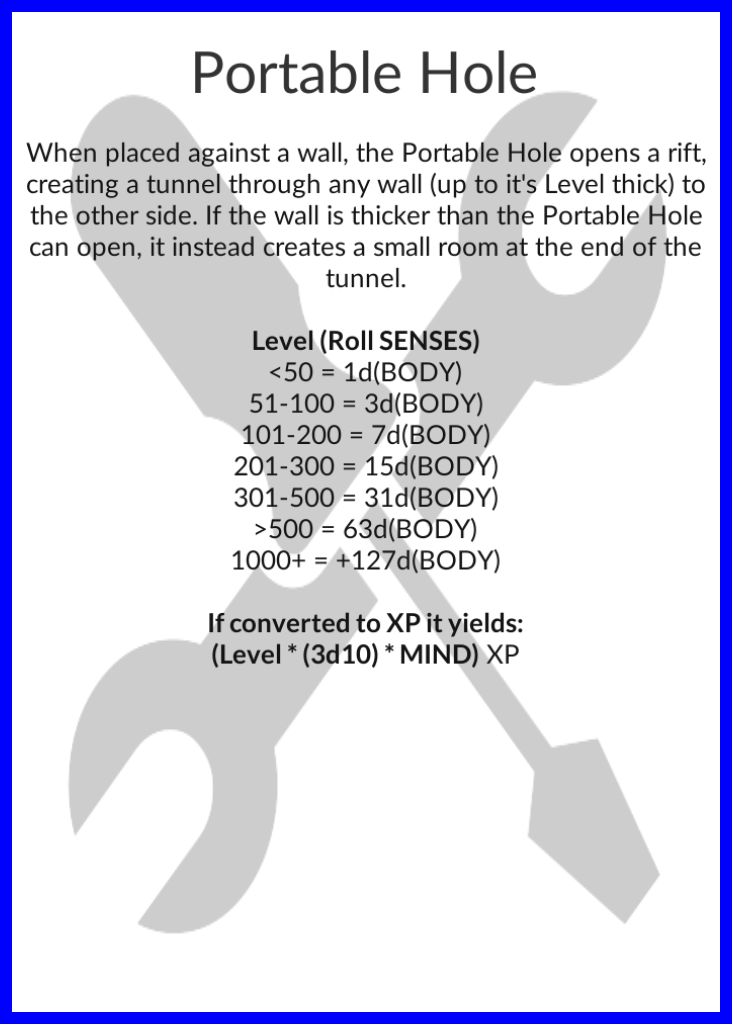 Portable Hole
When placed against a wall, the Portable Hole opens a rift,
creating a tunnel through any wall (up to it's Level thick) to
the other side. If the wall is thicker than the Portable Hole
can open, it instead creates a small room at the end of the
tunnel.
Level (Roll SENSES)
<50 = 1d(BODY)
51-100 = 3d(BODY)
101-200 = 7d(BODY)
201-300 = 15d(BODY)
301-500 = 31d(BODY)
>500 = 63d(BODY)
1000+ = +127d(BODY)
If converted to XP it yields:
(Level * (3d10) * MIND) XP